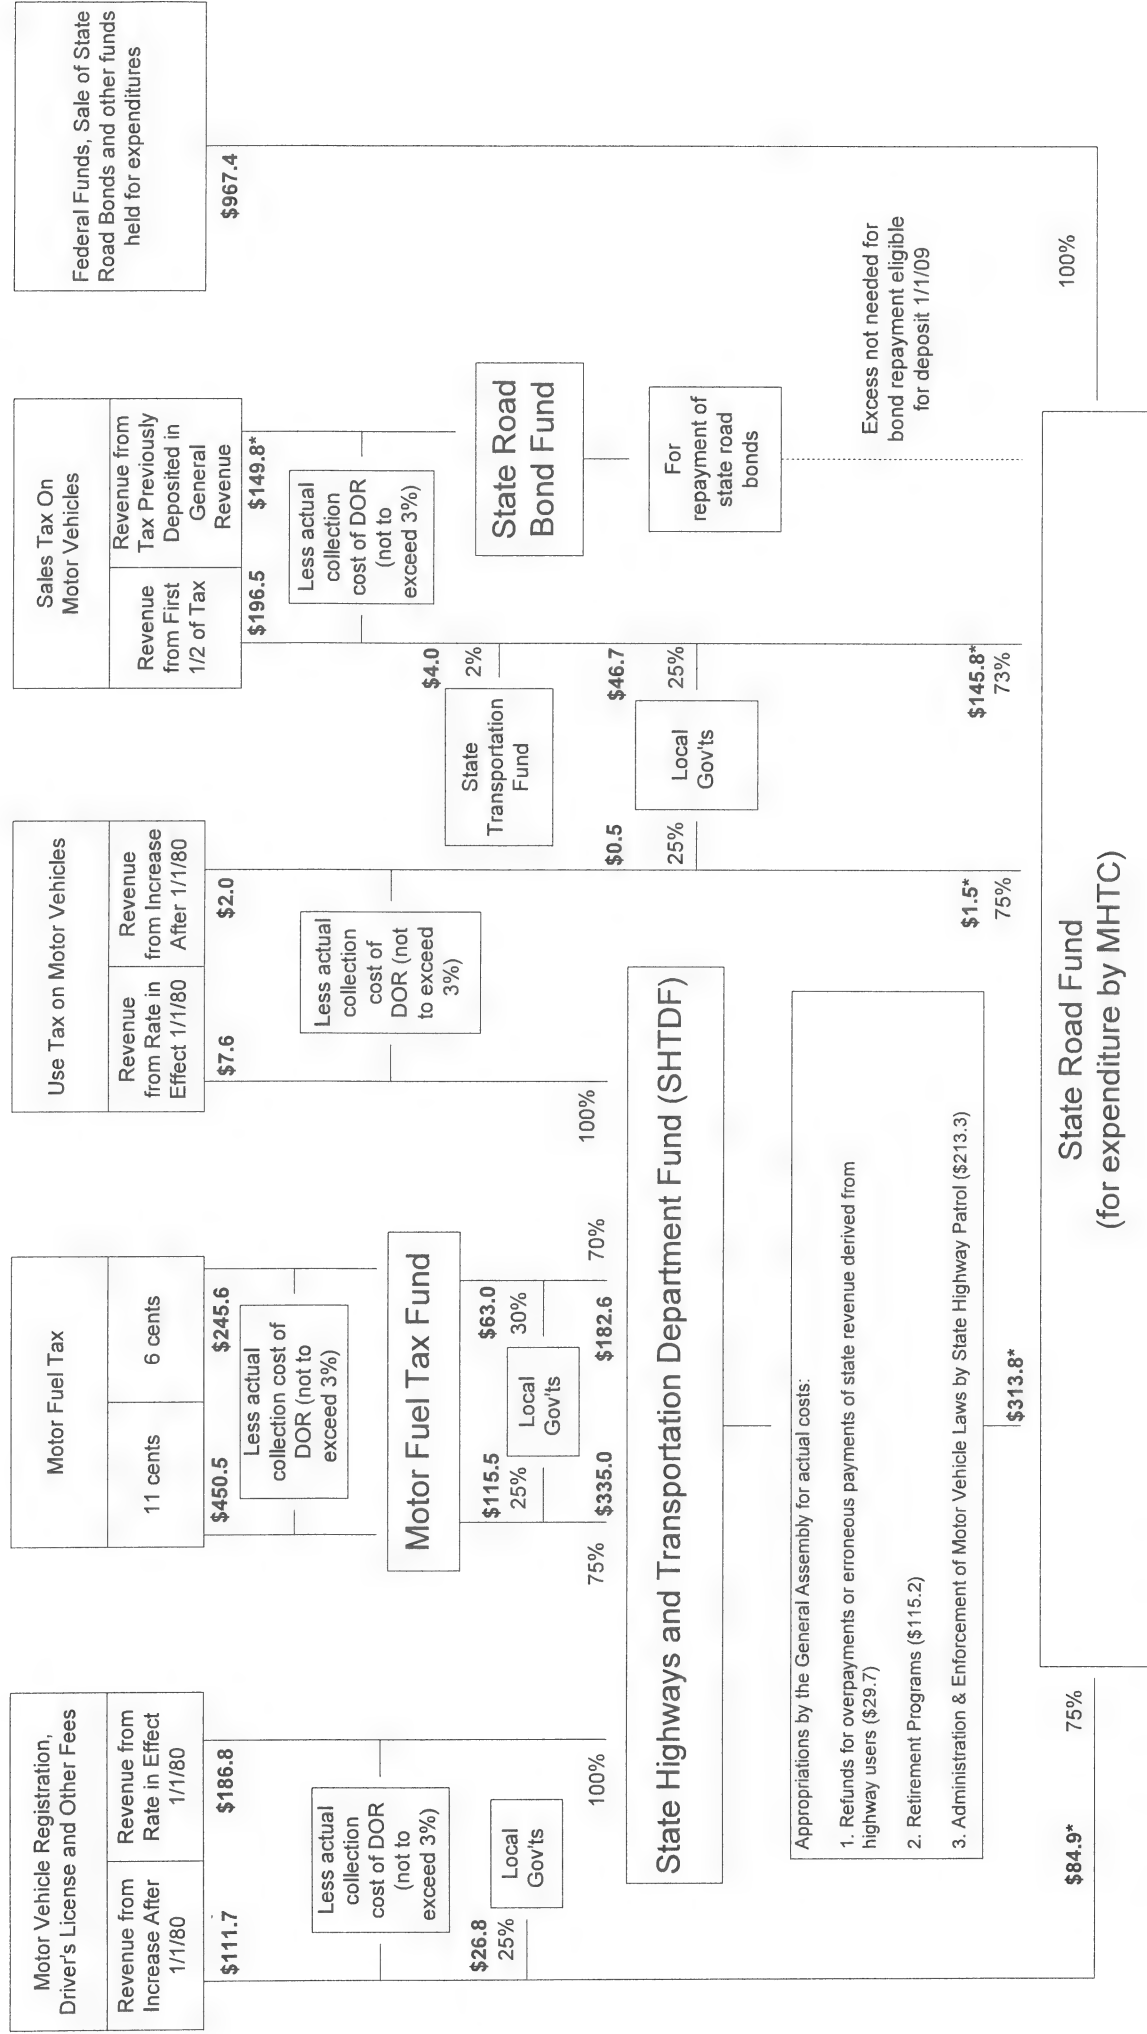 Motor Vehicle Registration,
Driver's License and Other Fees
Revenue from
Increase After
1/1/80
Revenue from
Rate in Effect
1/1/80
$111.7
$186.8
Less actual
collection
cost of DOR
(not to
exceed 3%)
$26.8
25%
Local
Gov'ts
100%
Motor Fuel Tax
11 cents
6 cents
$450.5
$245.6
Less actual
collection cost of
DOR (not to
exceed 3%)
Motor Fuel Tax Fund
$115.5
25%
$63.0
30%
Local
Gov'ts
75%
$335.0
$182.6
70%
Use Tax on Motor Vehicles
Revenue
from Rate in
Effect 1/1/80
Revenue
from Increase
After 1/1/80
$7.6
$2.0
Less actual
collection
cost of
DOR (not
to exceed
3%)
100%
Sales Tax On
Motor Vehicles
Revenue
from First
1/2 of Tax
Revenue from
Tax Previously
Deposited in
General
Revenue
$196.5
$149.8*
Less actual
collection
cost of DOR
(not to
exceed 3%)
$4.0
2%
State
Transportation
Fund
State Road
Bond Fund
$0.5
25%
Local
Gov'ts
$46.7
25%
For
repayment of
state road
bonds
Excess not needed for
bond repayment eligible
for deposit 1/1/09
$1.5*
75%
$145.8*
73%
Federal Funds, Sale of State
Road Bonds and other funds
held for expenditures
$967.4
100%
State Highways and Transportation Department Fund (SHTDF)
Appropriations by the General Assembly for actual costs:
1. Refunds for overpayments or erroneous payments of state revenue derived from
highway users ($29.7)
2. Retirement Programs ($115.2)
3. Administration & Enforcement of Motor Vehicle Laws by State Highway Patrol ($213.3)
$313.8*
$84.9*
75%
State Road Fund
(for expenditure by MHTC)